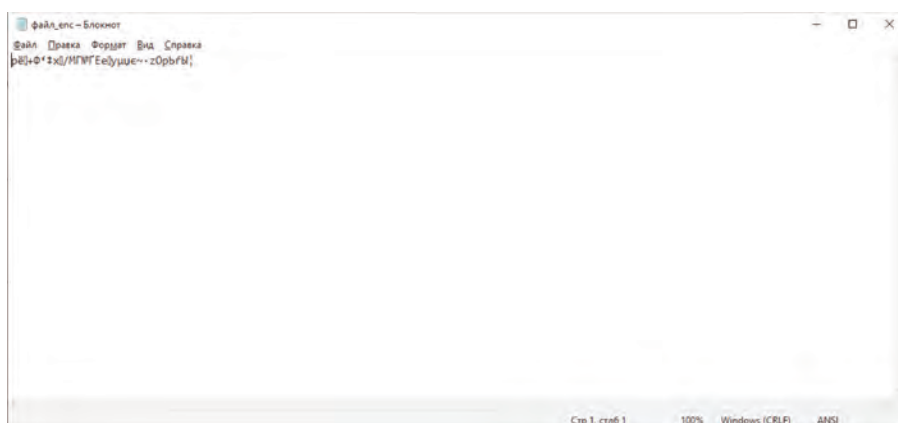 файл_enc – Блокнот
Файл Правка Формат Вид Справка
Стр 1, стлб 1 100% Windows (CRLF) ANSI